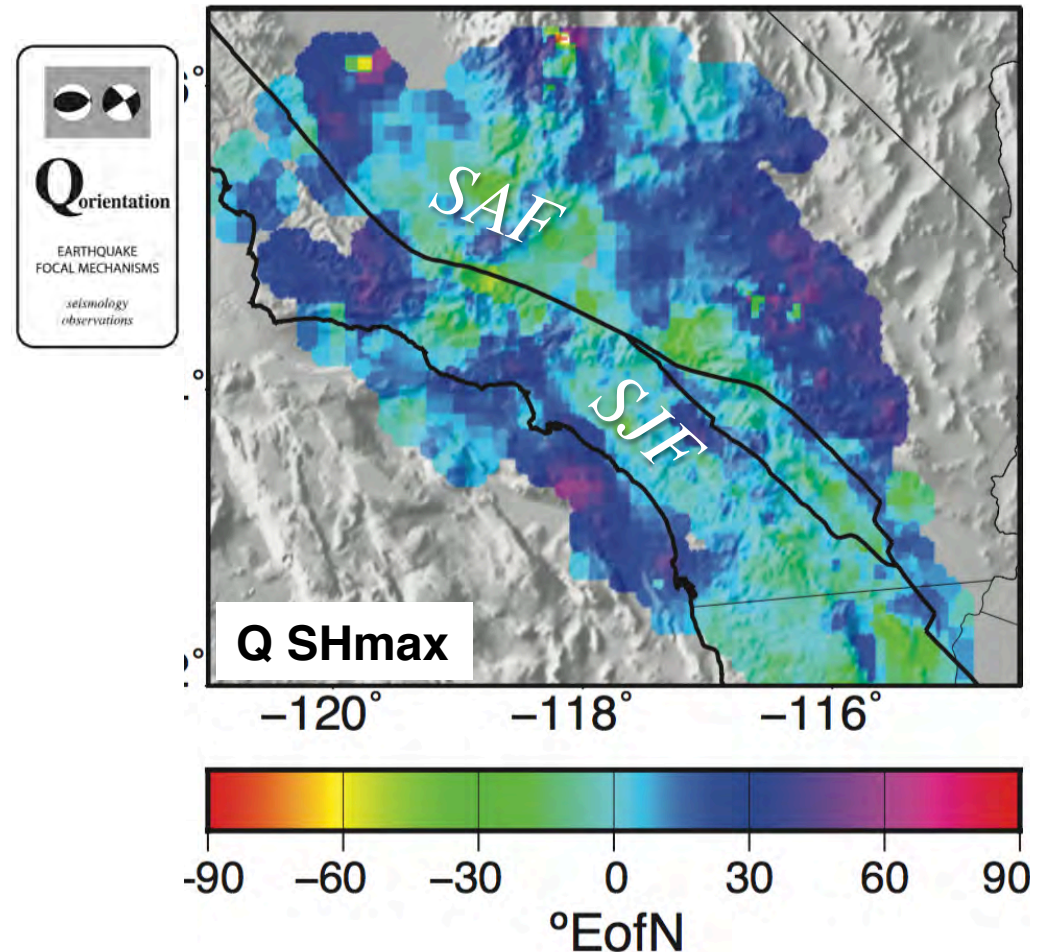 Q orientation
EARTHQUAKE
FOCAL MECHANISMS
seismology
observations
SAF
SJF
Q SHmax
−120° −118° −116°
-90 −60 −30 0 30 60 90
°EofN